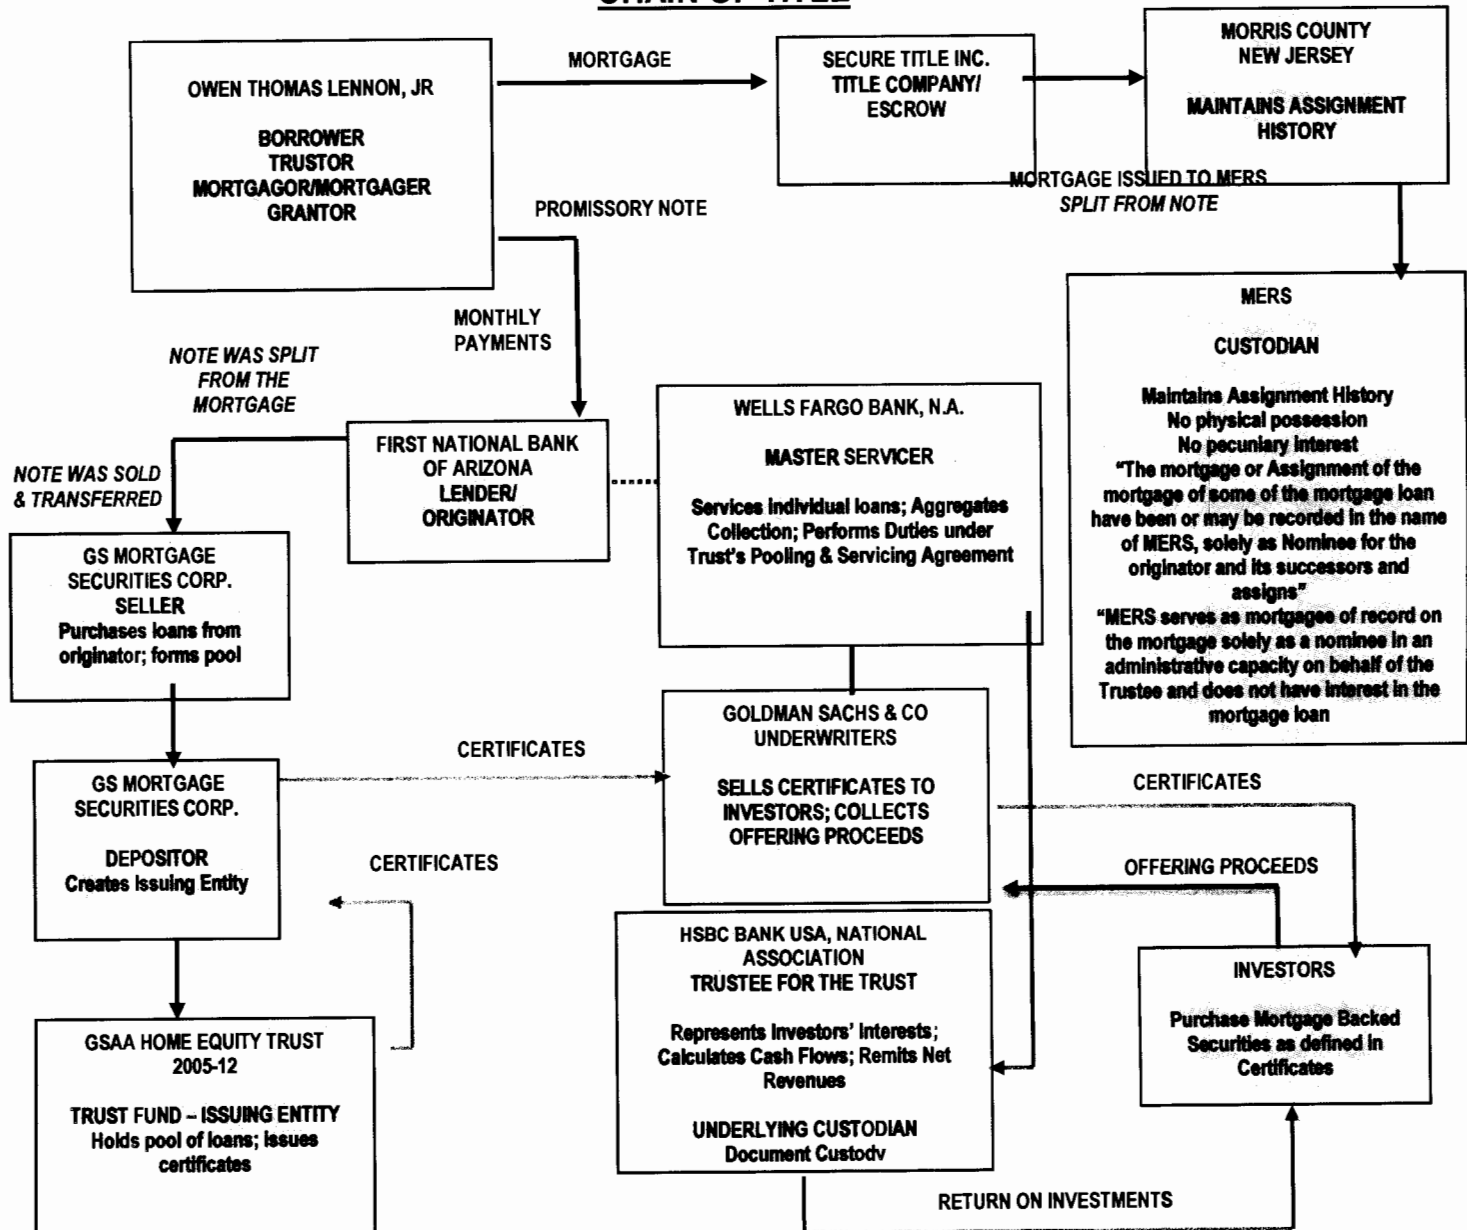 CHAIN OF TITLE
OWEN THOMAS LENNON, JR
BORROWER
TRUSTOR
MORTGAGOR/MORTGAGER
GRANTOR
MORTGAGE
SECURE TITLE INC.
TITLE COMPANY/
ESCROW
MORRIS COUNTY
NEW JERSEY
MAINTAINS ASSIGNMENT
HISTORY
MORTGAGE ISSUED TO MERS
SPLIT FROM NOTE
PROMISSORY NOTE
MONTHLY
PAYMENTS
NOTE WAS SPLIT
FROM THE
MORTGAGE
NOTE WAS SOLD
& TRANSFERRED
FIRST NATIONAL BANK
OF ARIZONA
LENDER/
ORIGINATOR
WELLS FARGO BANK, N.A.
MASTER SERVICER
Services individual loans; Aggregates
Collection; Performs Duties under
Trust's Pooling & Servicing Agreement
MERS
CUSTODIAN
Maintains Assignment History
No physical possession
No pecuniary interest
"The mortgage or Assignment of the
mortgage of some of the mortgage loan
have been or may be recorded in the name
of MERS, solely as Nominee for the
originator and its successors and
assigns"
"MERS serves as mortgagee of record on
the mortgage solely as a nominee in an
administrative capacity on behalf of the
Trustee and does not have interest in the
mortgage loan
GS MORTGAGE
SECURITIES CORP.
SELLER
Purchases loans from
originator; forms pool
GS MORTGAGE
SECURITIES CORP.
DEPOSITOR
Creates Issuing Entity
CERTIFICATES
GOLDMAN SACHS & CO
UNDERWRITERS
SELLS CERTIFICATES TO
INVESTORS; COLLECTS
OFFERING PROCEEDS
CERTIFICATES
CERTIFICATES
OFFERING PROCEEDS
GSAA HOME EQUITY TRUST
2005-12
TRUST FUND – ISSUING ENTITY
Holds pool of loans; issues
certificates
HSBC BANK USA, NATIONAL
ASSOCIATION
TRUSTEE FOR THE TRUST
Represents Investors' Interests;
Calculates Cash Flows; Remits Net
Revenues
UNDERLYING CUSTODIAN
Document Custody
INVESTORS
Purchase Mortgage Backed
Securities as defined in
Certificates
RETURN ON INVESTMENTS